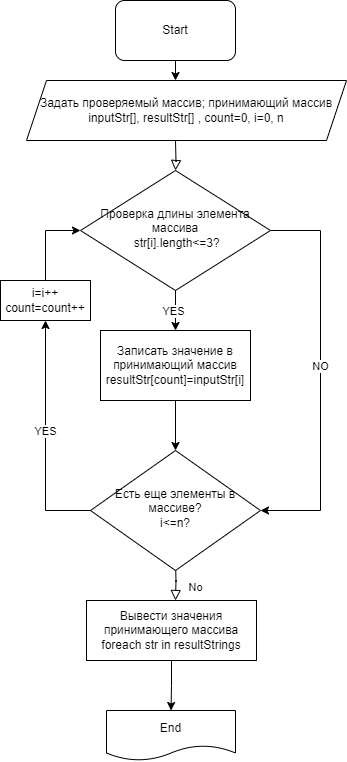 Start
Задать проверяемый массив; принимающий массив
inputStr[], resultStr[] , count=0, i=0, n
Проверка длины элемента
массива
str[i].length<=3?
i=i++
count=count++
YES
Записать значение в
принимающий массив
resultStr[count]=inputStr[i]
NO
YES
Есть еще элементы в
массиве?
i<=n?
No
Вывести значения
принимающего массива
foreach str in resultStrings
End